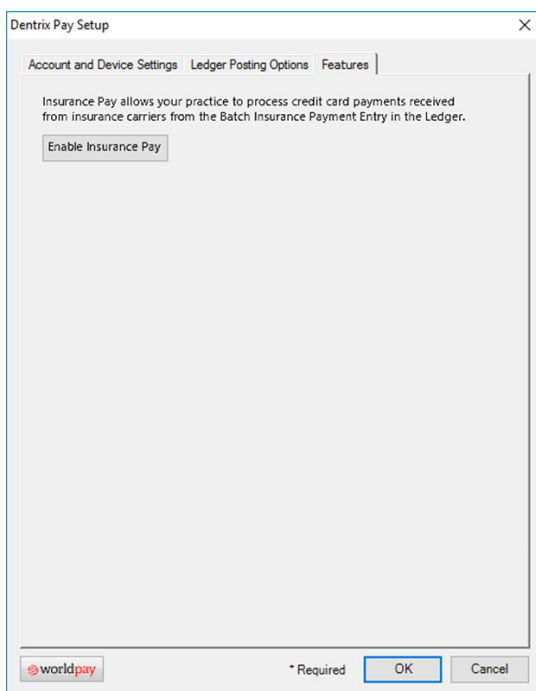 Dentrix Pay Setup
Account and Device Settings Ledger Posting Options Features
Insurance Pay allows your practice to process credit card payments received
from insurance carriers from the Batch Insurance Payment Entry in the Ledger.
Enable Insurance Pay
worldpay * Required OK Cancel